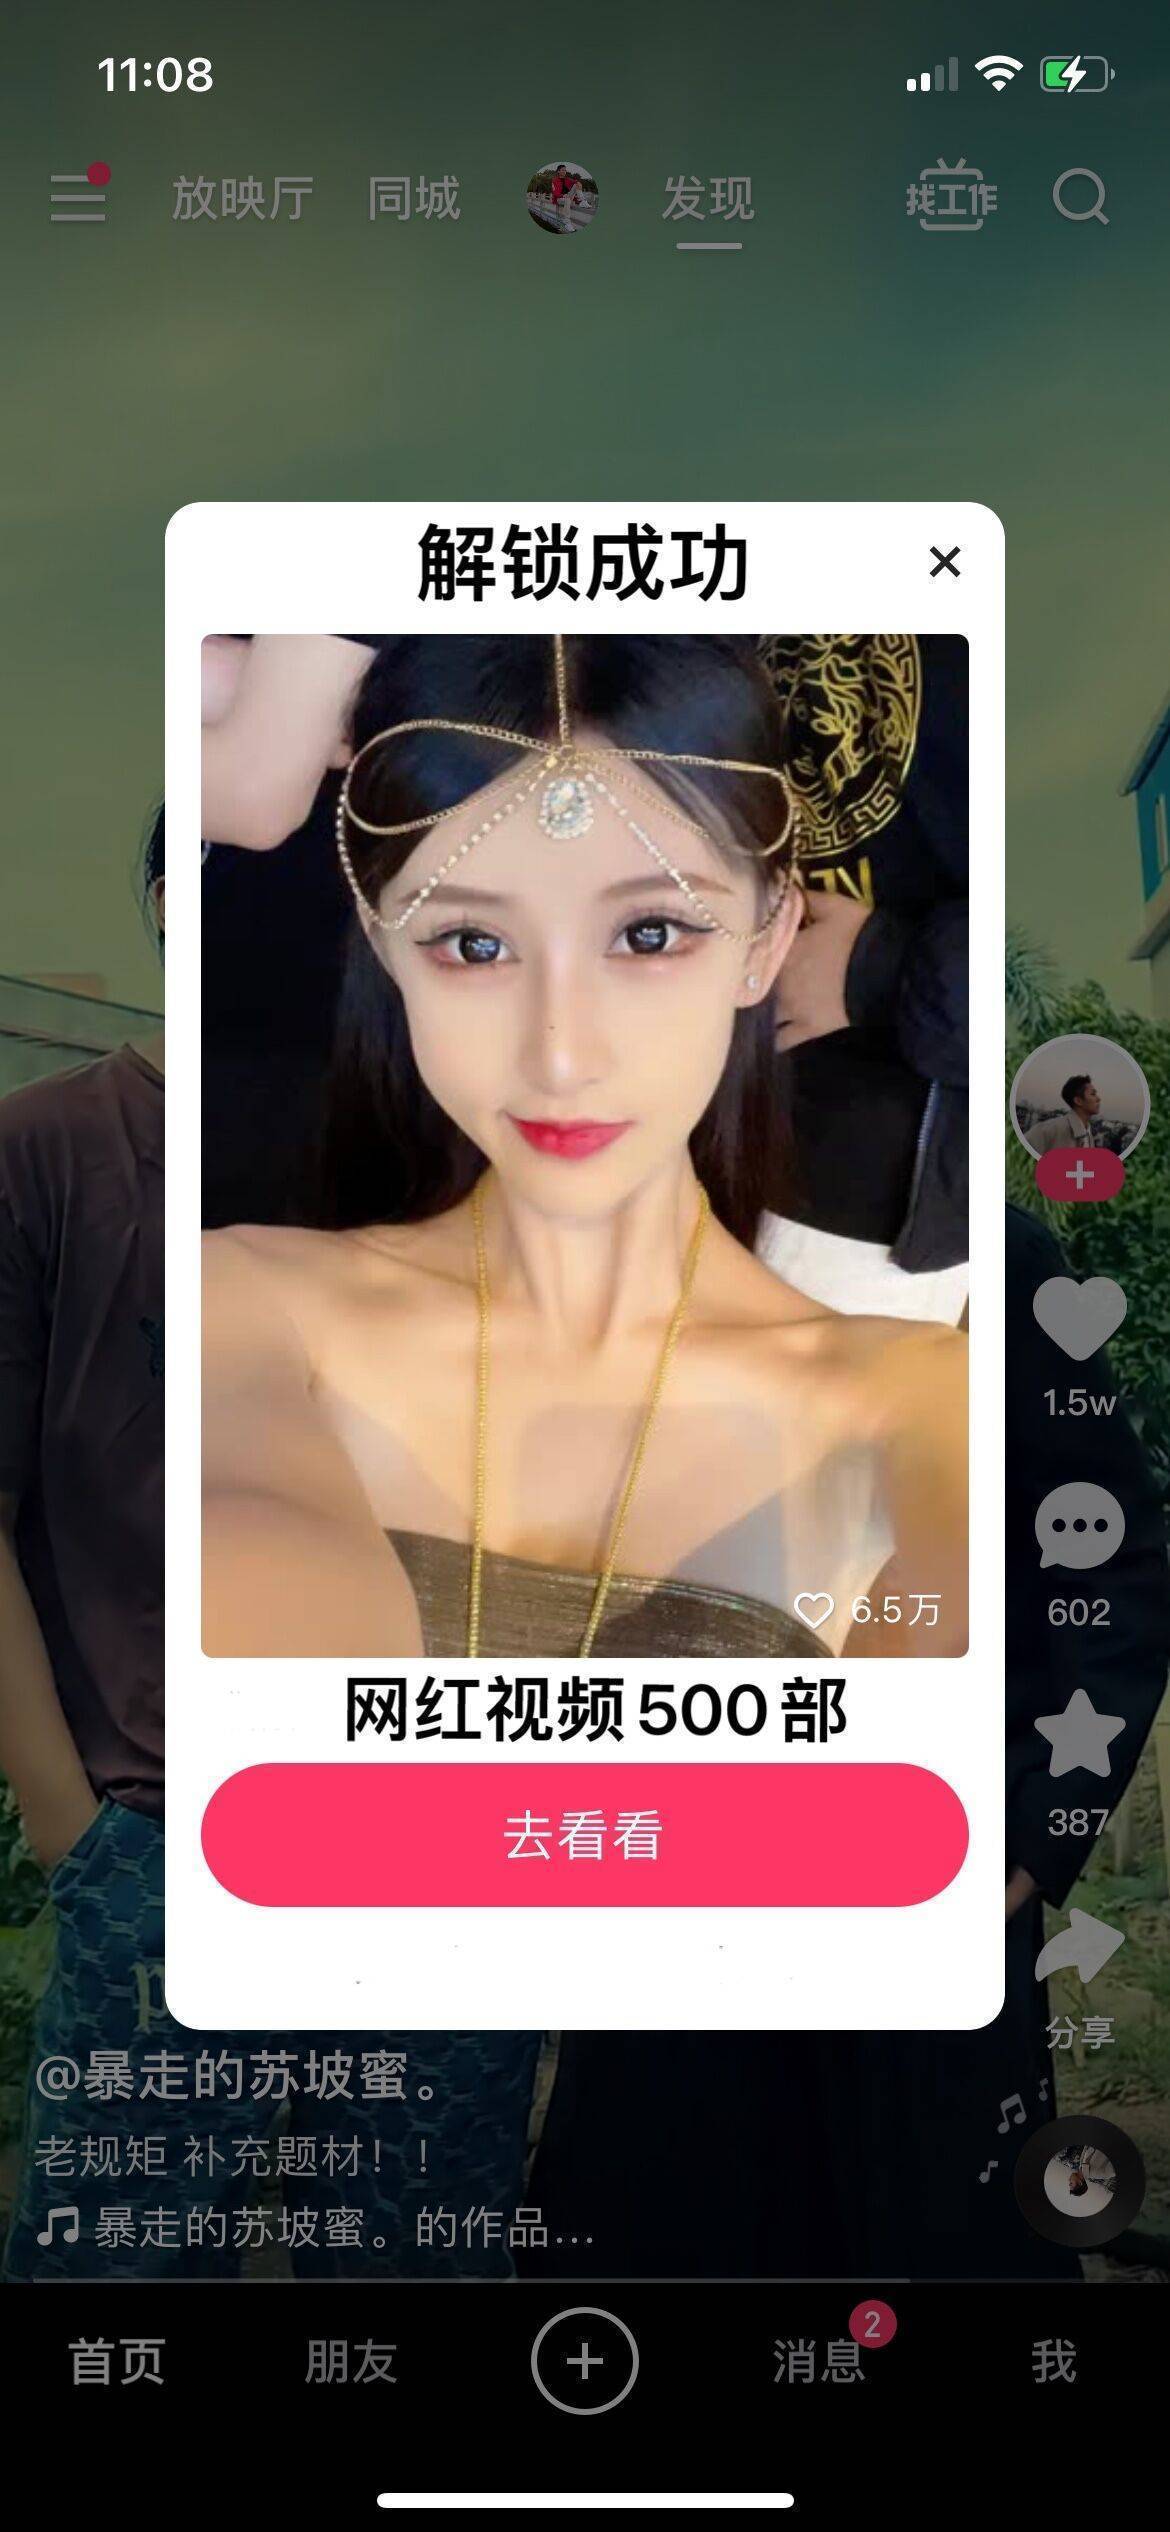 11:08
放映厅 同城 发现 找工作
解锁成功
6.5万
网红视频500部
去看看
1.5w
602
387
分享
@暴走的苏坡蜜。
老规矩 补充题材！！
暴走的苏坡蜜。的作品...
首页 朋友 消息 2 我